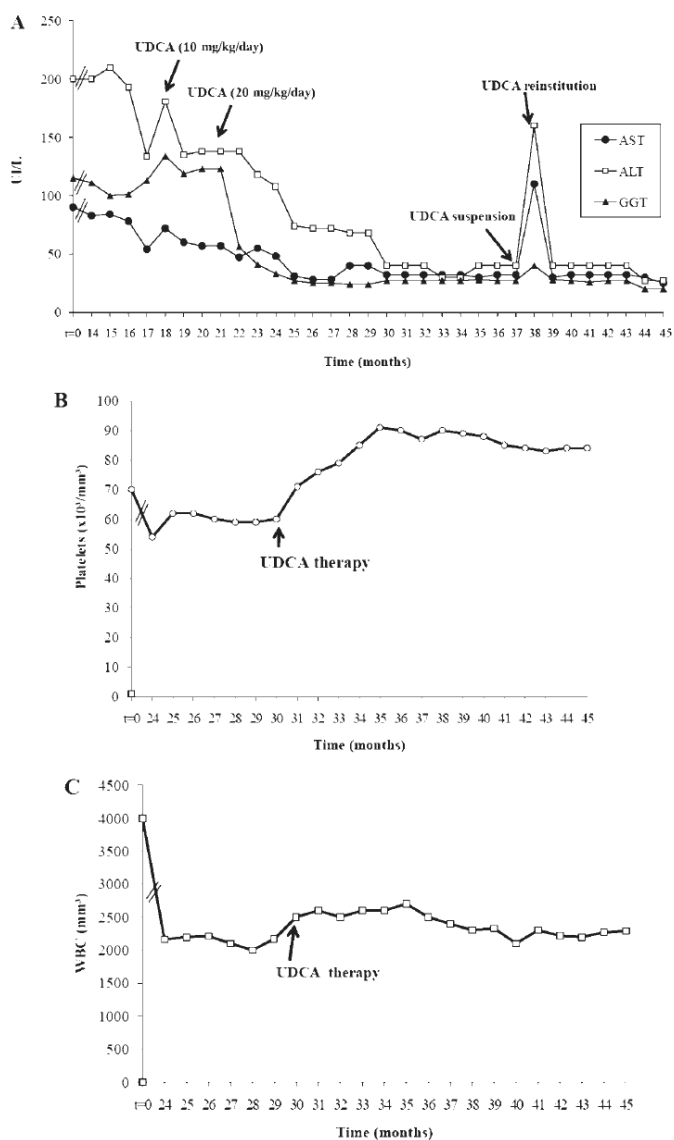 A
UDCA (10 mg/kg/day)
UDCA (20 mg/kg/day)
UDCA reinstitution
UDCA suspension
AST
ALT
GGT
UI/L
250
200
150
100
50
0
t=0 14 15 16 17 18 19 20 21 22 23 24 25 26 27 28 29 30 31 32 33 34 35 36 37 38 39 40 41 42 43 44 45
Time (months)
B
Platelets (x10³/mm³)
100
90
80
70
60
50
40
30
20
10
0
UDCA therapy
t=0 24 25 26 27 28 29 30 31 32 33 34 35 36 37 38 39 40 41 42 43 44 45
Time (months)
C
WBC (mm³)
4500
4000
3500
3000
2500
2000
1500
1000
500
0
UDCA therapy
t=0 24 25 26 27 28 29 30 31 32 33 34 35 36 37 38 39 40 41 42 43 44 45
Time (months)